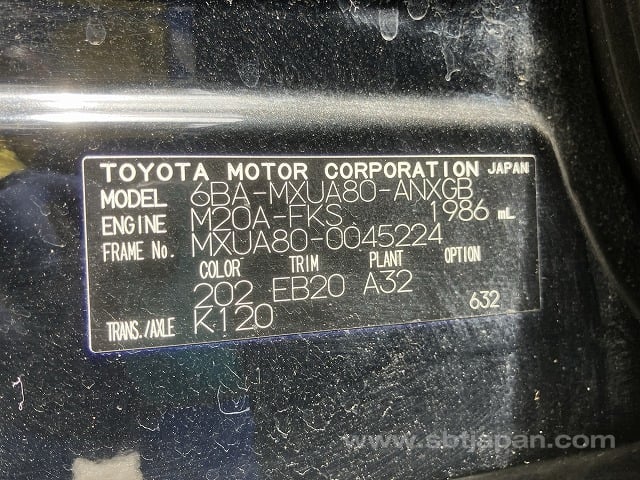 TOYOTA MOTOR CORPORATION JAPAN
MODEL 6BA-MXUA80-ANXGB
ENGINE M20A-FKS 1986 mL
FRAME No. MXUA80-0045224
COLOR TRIM PLANT OPTION
202 EB20 A32
TRANS./AXLE K120 632
www.sbtjapan.com